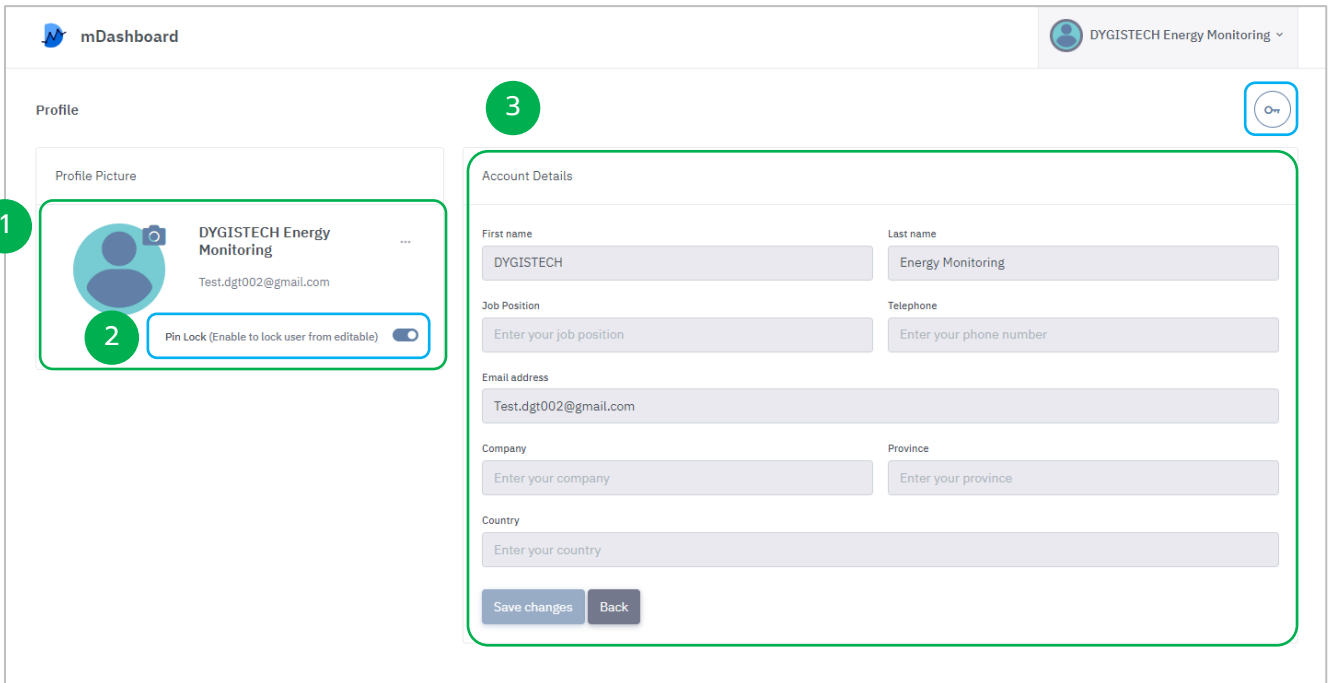 mDashboard
DYGISTECH Energy Monitoring
Profile
3
Profile Picture
1
DYGISTECH Energy
Monitoring
...
Test.dgt002@gmail.com
2
Pin Lock (Enable to lock user from editable)
Account Details
First name
Last name
DYGISTECH
Energy Monitoring
Job Position
Telephone
Enter your job position
Enter your phone number
Email address
Test.dgt002@gmail.com
Company
Province
Enter your company
Enter your province
Country
Enter your country
Save changes
Back